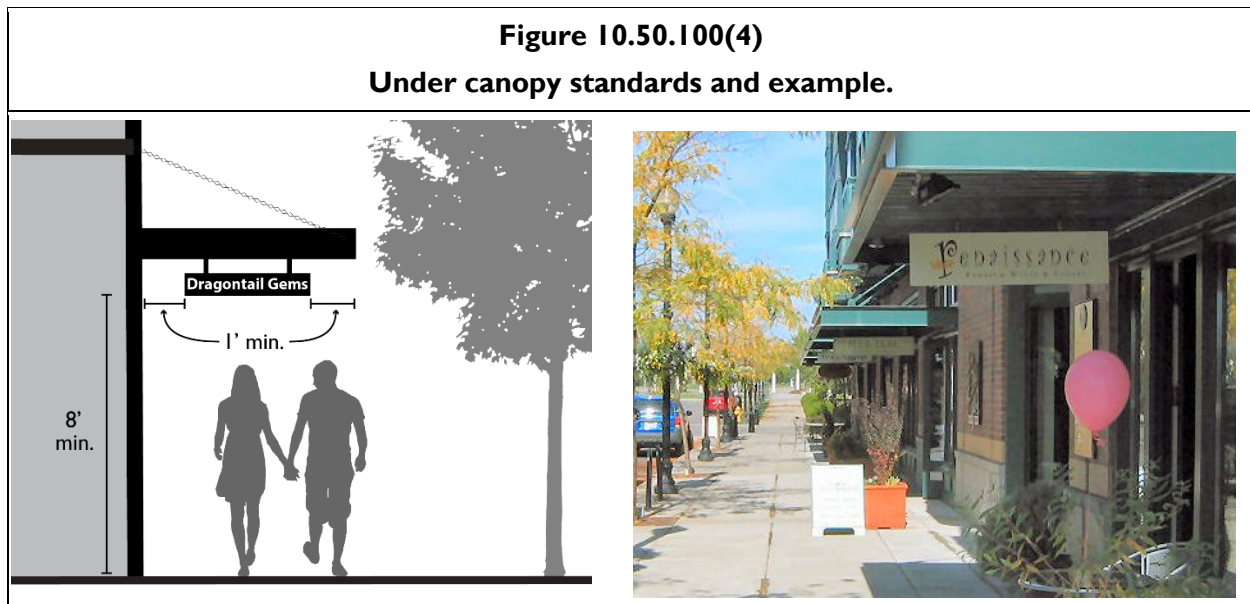 Figure 10.50.100(4)
Under canopy standards and example.
Dragontail Gems
1' min.
8'
min.
Renaissance